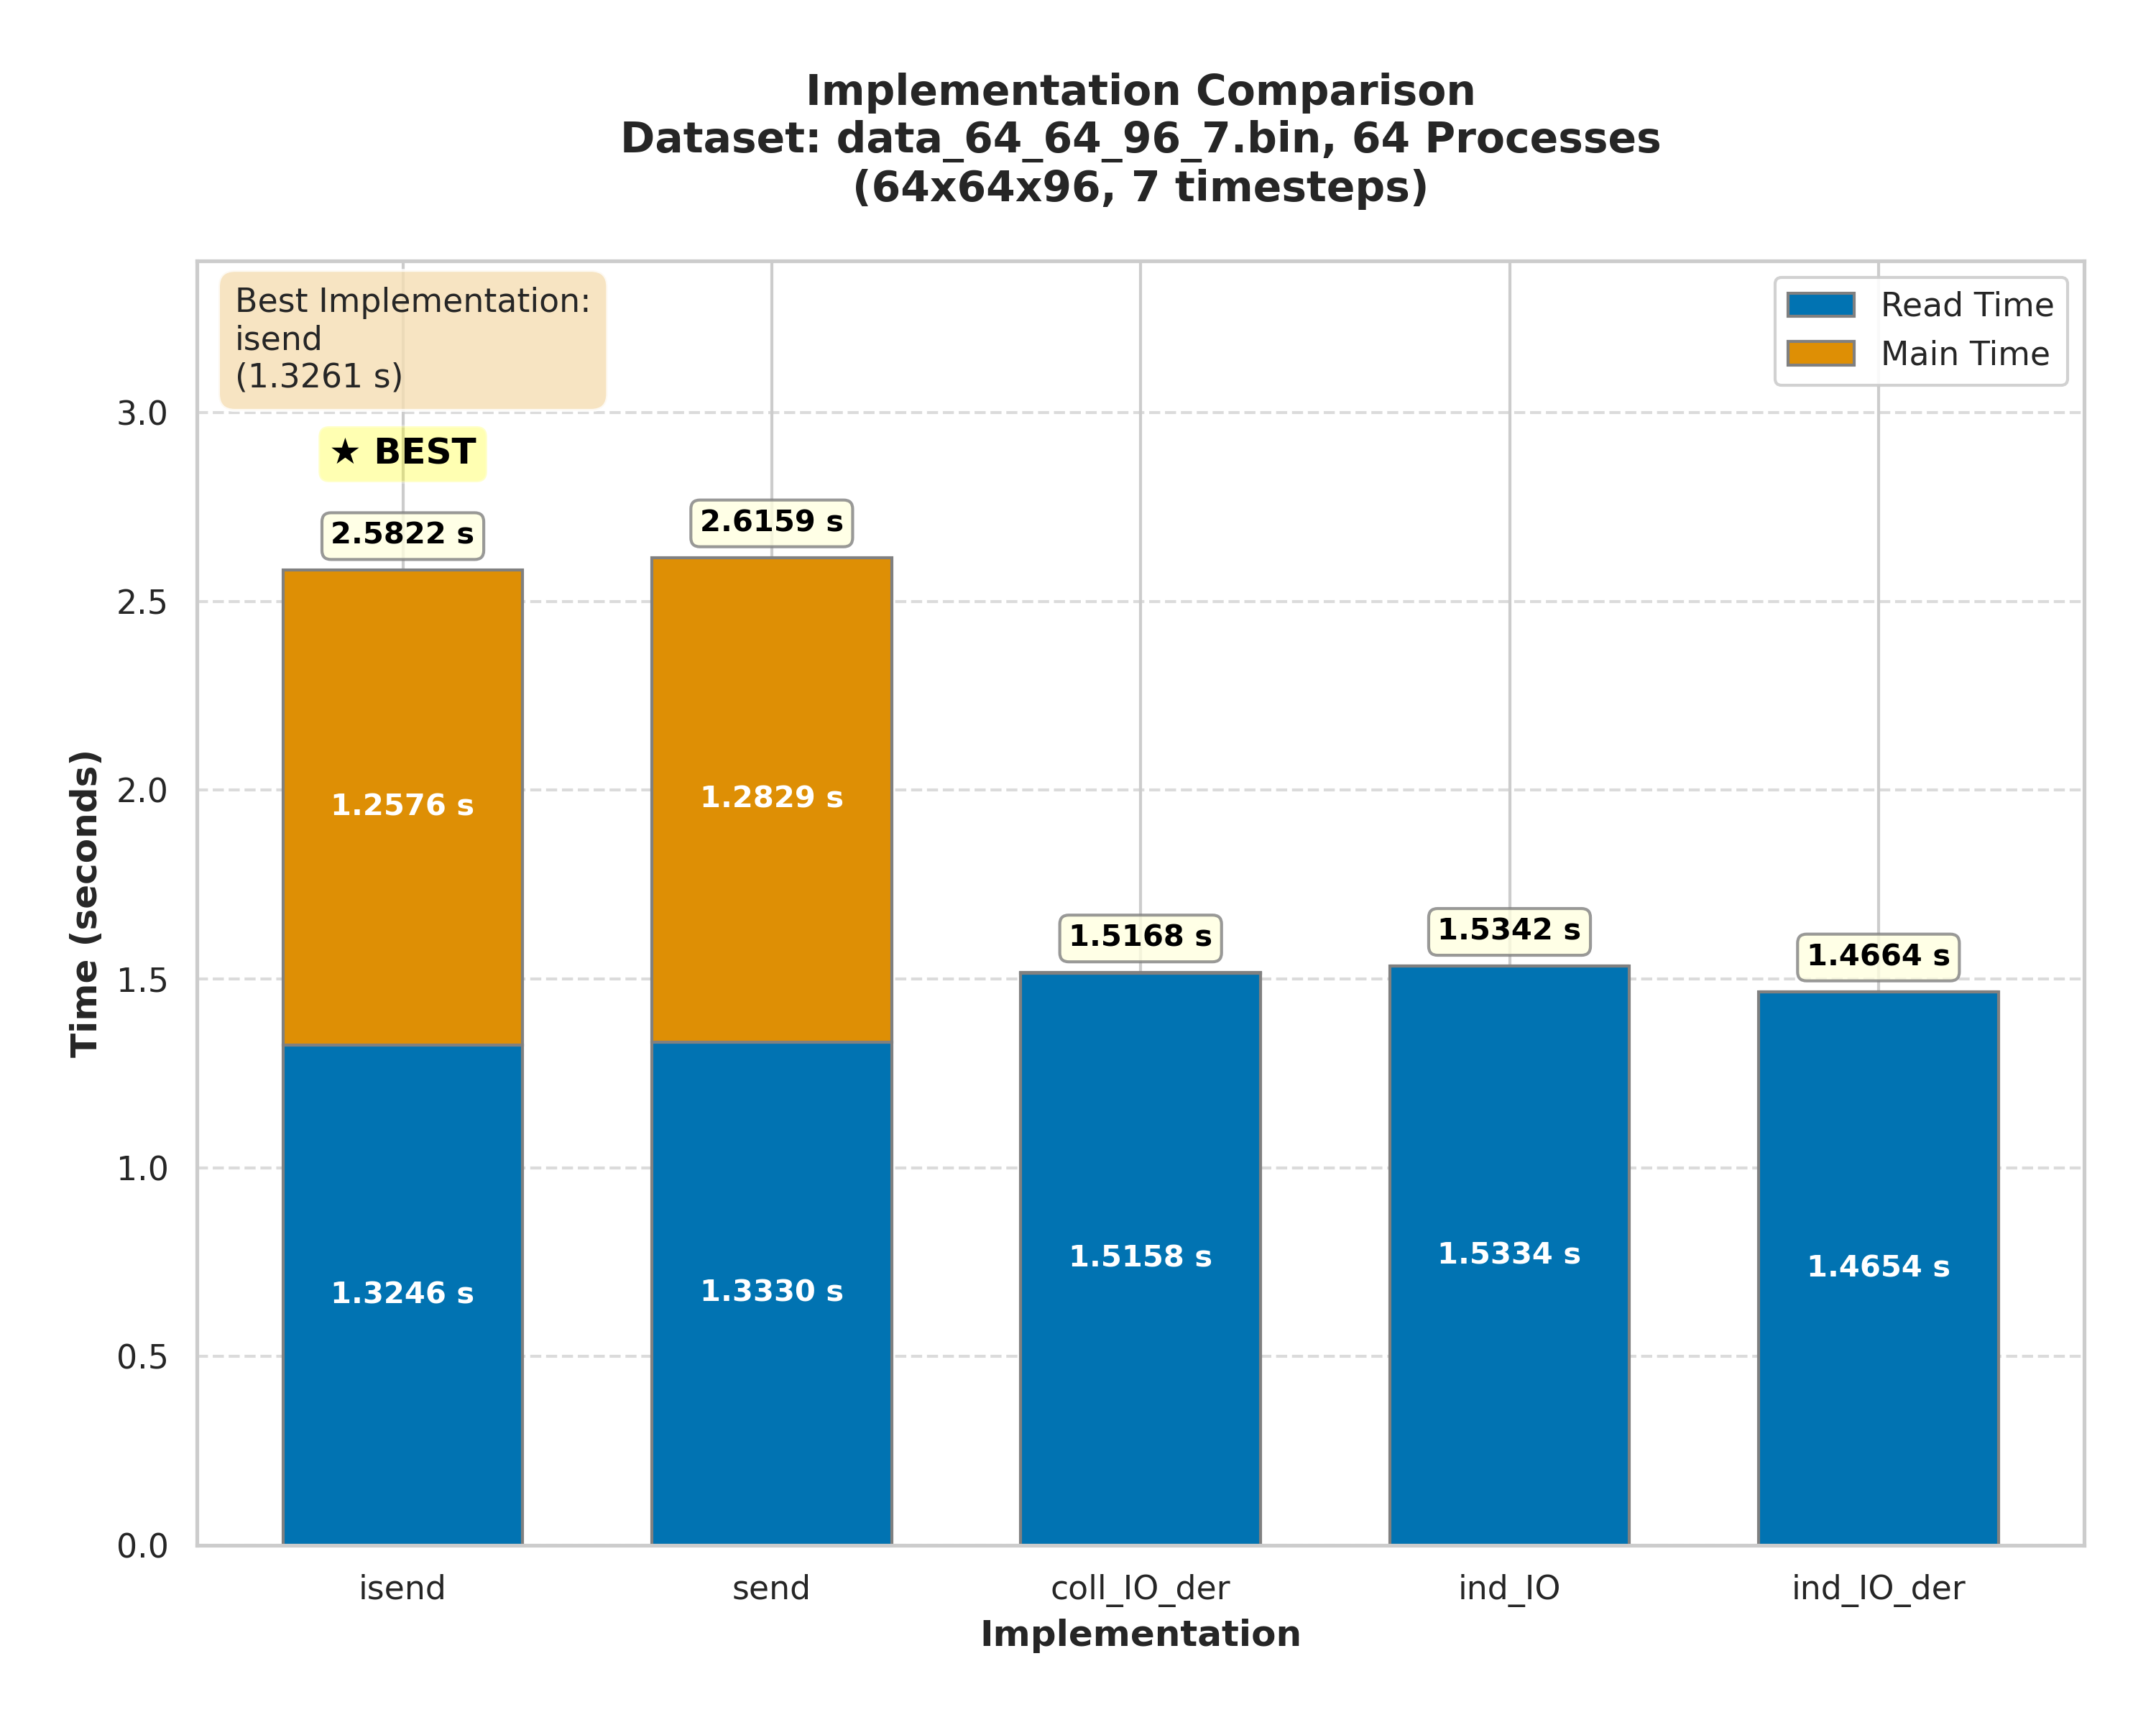 Implementation Comparison
Dataset: data_64_64_96_7.bin, 64 Processes
(64x64x96, 7 timesteps)
Best Implementation:
isend
(1.3261 s)
Read Time
Main Time
★ BEST
2.5822 s
2.6159 s
1.5168 s
1.5342 s
1.4664 s
1.2576 s
1.2829 s
1.3246 s
1.3330 s
1.5158 s
1.5334 s
1.4654 s
Time (seconds)
3.0
2.5
2.0
1.5
1.0
0.5
0.0
isend
send
coll_IO_der
ind_IO
ind_IO_der
Implementation